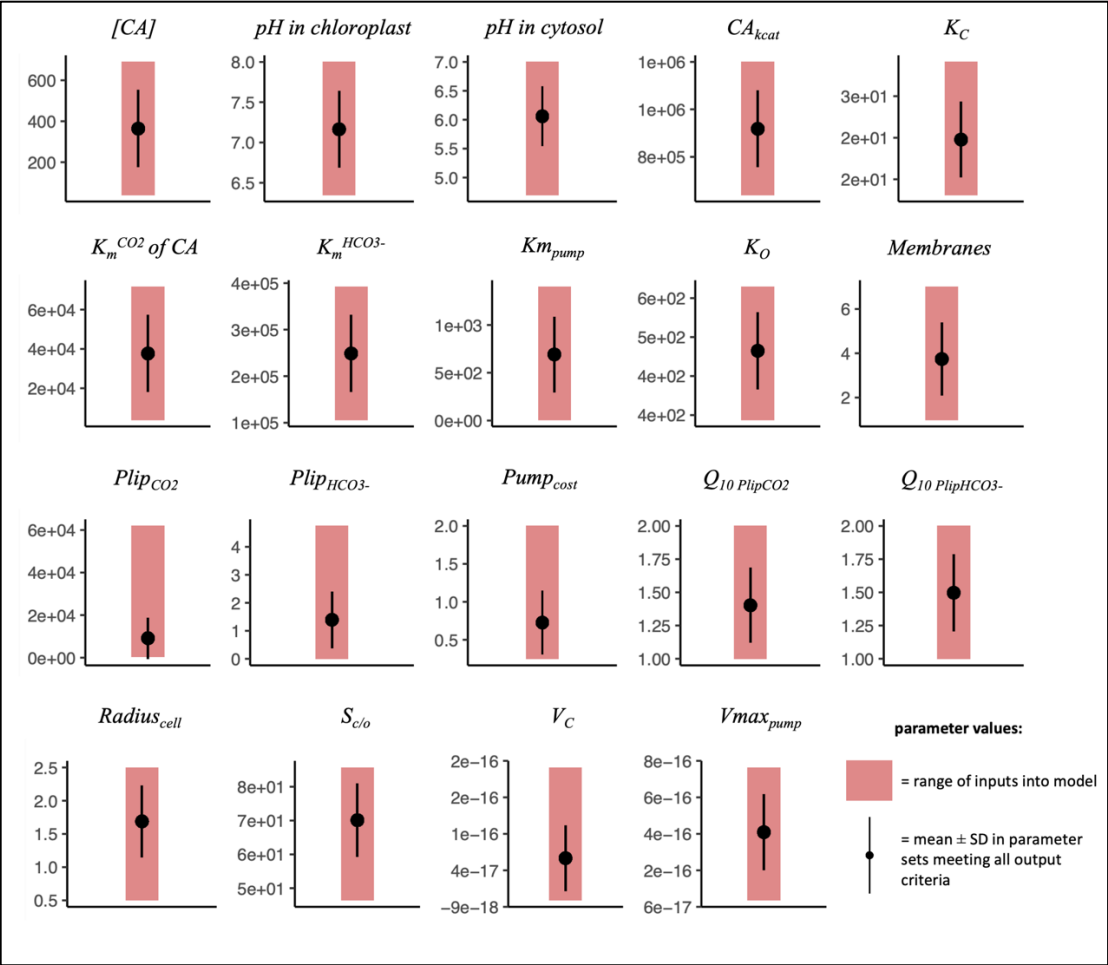 [CA] pH in chloroplast pH in cytosol CAkcat KC
600
400
200
8.0
7.5
7.0
6.5
7.0
6.5
6.0
5.5
5.0
1e+06
1e+06
8e+05
3e+01
2e+01
2e+01
KmCO2 of CA KmHCO3- Kmpump KO Membranes
6e+04
4e+04
2e+04
4e+05
3e+05
2e+05
1e+05
1e+03
5e+02
0e+00
6e+02
5e+02
4e+02
4e+02
6
4
2
PlipCO2 PlipHCO3- Pumpcost Q10 PlipCO2 Q10 PlipHCO3-
6e+04
4e+04
2e+04
0e+00
4
3
2
1
0
2.0
1.5
1.0
0.5
2.00
1.75
1.50
1.25
1.00
2.00
1.75
1.50
1.25
1.00
Radiuscell Sc/o VC Vmaxpump
2.5
2.0
1.5
1.0
0.5
8e+01
7e+01
6e+01
5e+01
2e-16
2e-16
1e-16
4e-17
−9e-18
8e-16
6e-16
4e-16
2e-16
6e-17
parameter values:
= range of inputs into model
= mean ± SD in parameter
sets meeting all output
criteria